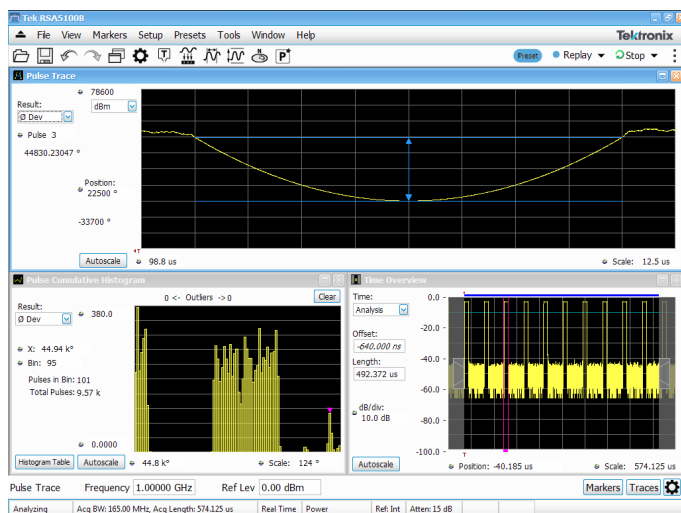 Tek RSA5100B
File View Markers Setup Presets Tools Window Help
Tektronix
Preset Replay Stop
Pulse Trace
Result:
Ø Dev
78600
dBm
Pulse 3
44830.23047 °
Position:
22500 °
-33700 °
Autoscale
98.8 us
Scale: 12.5 us
Pulse Cumulative Histogram
0 <- Outliers -> 0
Clear
Result:
Ø Dev
380.0
X: 44.94 k°
Bin: 95
Pulses in Bin: 101
Total Pulses: 9.57 k
0.0000
Histogram Table
Autoscale
44.8 k°
Scale: 124 °
Time Overview
Time:
Analysis
Offset:
-640.000 ns
Length:
492.372 us
dB/div:
10.0 dB
0.0
-20.0
-40.0
-60.0
-80.0
-100.0
Autoscale
Position: -40.185 us
Scale: 574.125 us
Pulse Trace Frequency 1.00000 GHz Ref Lev 0.00 dBm Markers Traces
Analyzing Acq BW: 165.00 MHz, Acq Length: 574.125 us Real Time Power Ref: Int Atten: 15 dB